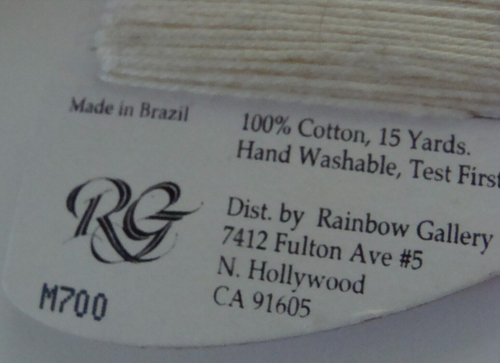 Made in Brazil
100% Cotton, 15 Yards.
Hand Washable, Test First
RG
Dist. by Rainbow Gallery
7412 Fulton Ave #5
N. Hollywood
CA 91605
M700